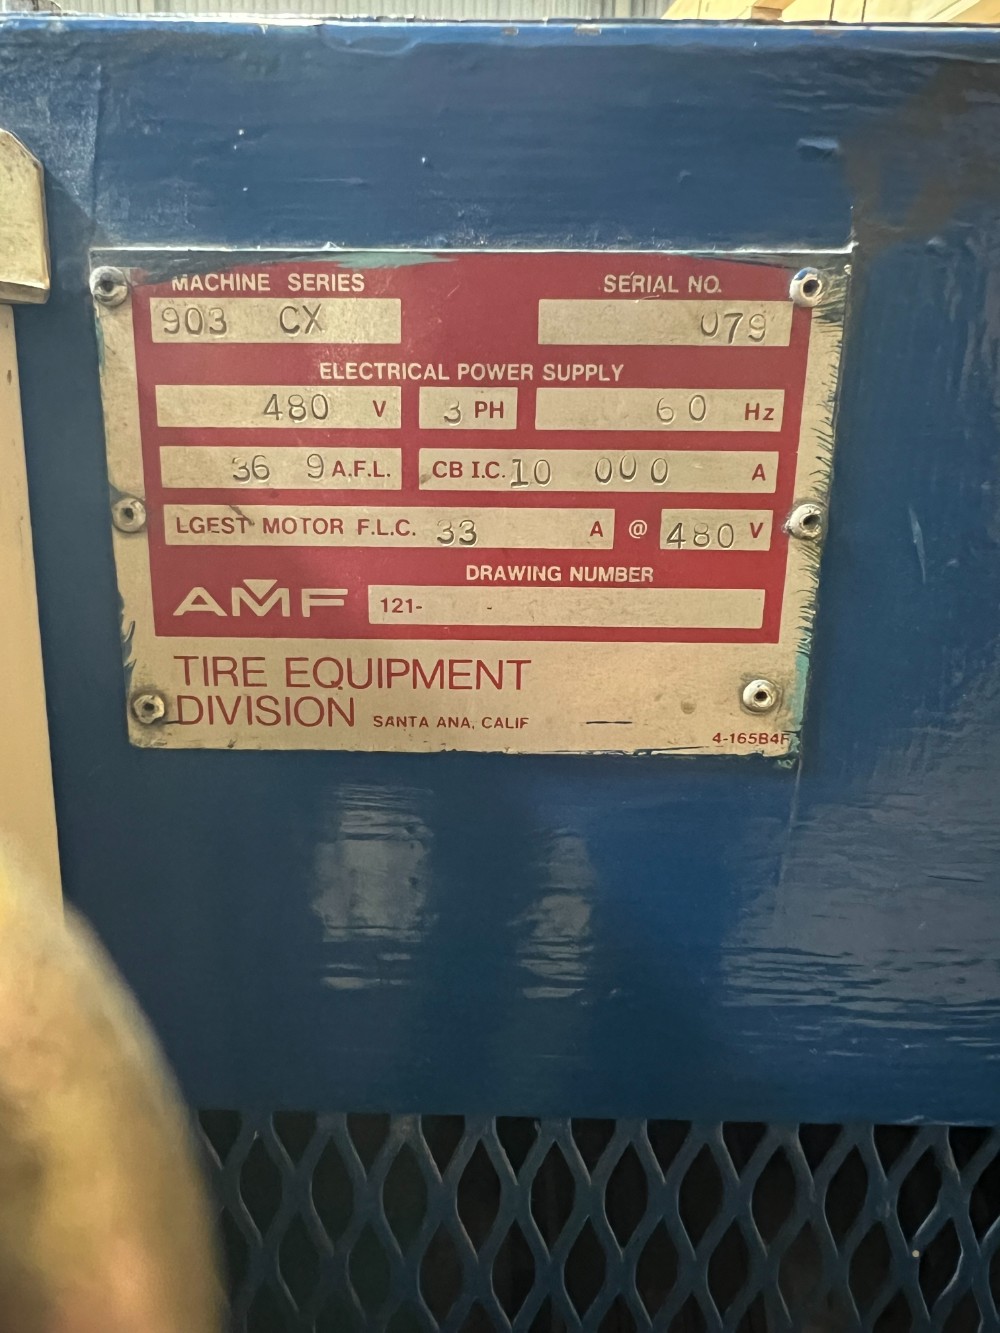 MACHINE SERIES
903 CX
SERIAL NO.
079
ELECTRICAL POWER SUPPLY
480 V
3 PH
60 Hz
36 9 A.F.L.
CB I.C. 10 000 A
LGEST MOTOR F.L.C. 33 A @ 480 V
DRAWING NUMBER
AMF
121- -
TIRE EQUIPMENT
DIVISION SANTA ANA, CALIF
4-165B4F